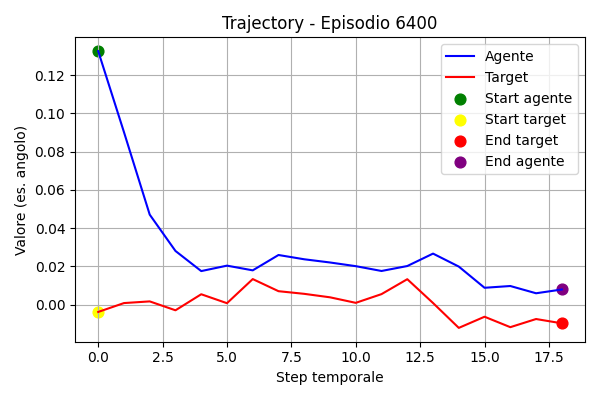 Trajectory - Episodio 6400
Agente
Target
Start agente
Start target
End target
End agente
Valore (es. angolo)
0.12
0.10
0.08
0.06
0.04
0.02
0.00
0.0 2.5 5.0 7.5 10.0 12.5 15.0 17.5
Step temporale